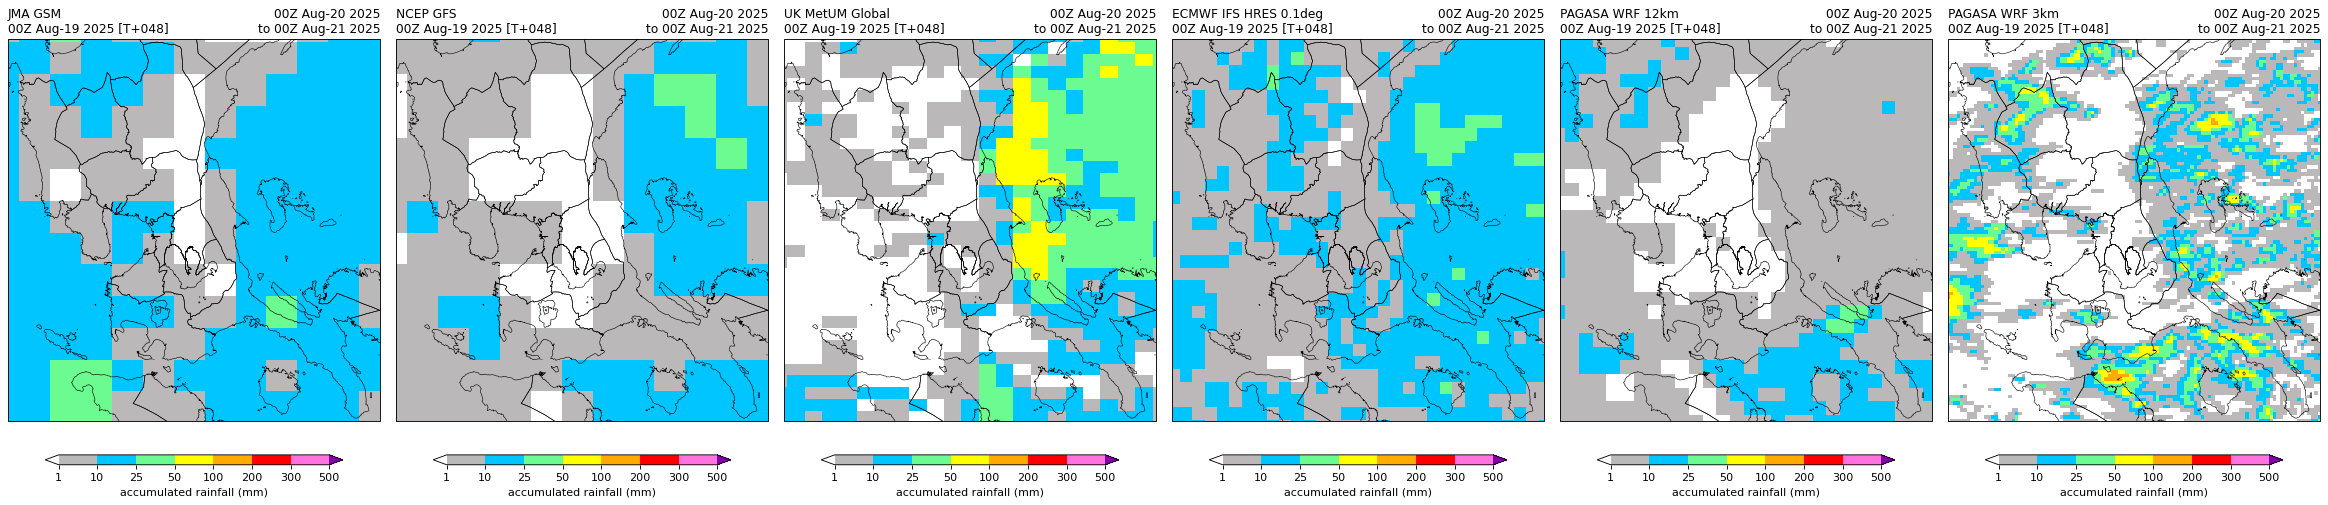 JMA GSM
00Z Aug-19 2025 [T+048]
00Z Aug-20 2025
to 00Z Aug-21 2025
NCEP GFS
00Z Aug-19 2025 [T+048]
00Z Aug-20 2025
to 00Z Aug-21 2025
UK MetUM Global
00Z Aug-19 2025 [T+048]
00Z Aug-20 2025
to 00Z Aug-21 2025
ECMWF IFS HRES 0.1deg
00Z Aug-19 2025 [T+048]
00Z Aug-20 2025
to 00Z Aug-21 2025
PAGASA WRF 12km
00Z Aug-19 2025 [T+048]
00Z Aug-20 2025
to 00Z Aug-21 2025
PAGASA WRF 3km
00Z Aug-19 2025 [T+048]
00Z Aug-20 2025
to 00Z Aug-21 2025
1 10 25 50 100 200 300 500
accumulated rainfall (mm)
1 10 25 50 100 200 300 500
accumulated rainfall (mm)
1 10 25 50 100 200 300 500
accumulated rainfall (mm)
1 10 25 50 100 200 300 500
accumulated rainfall (mm)
1 10 25 50 100 200 300 500
accumulated rainfall (mm)
1 10 25 50 100 200 300 500
accumulated rainfall (mm)